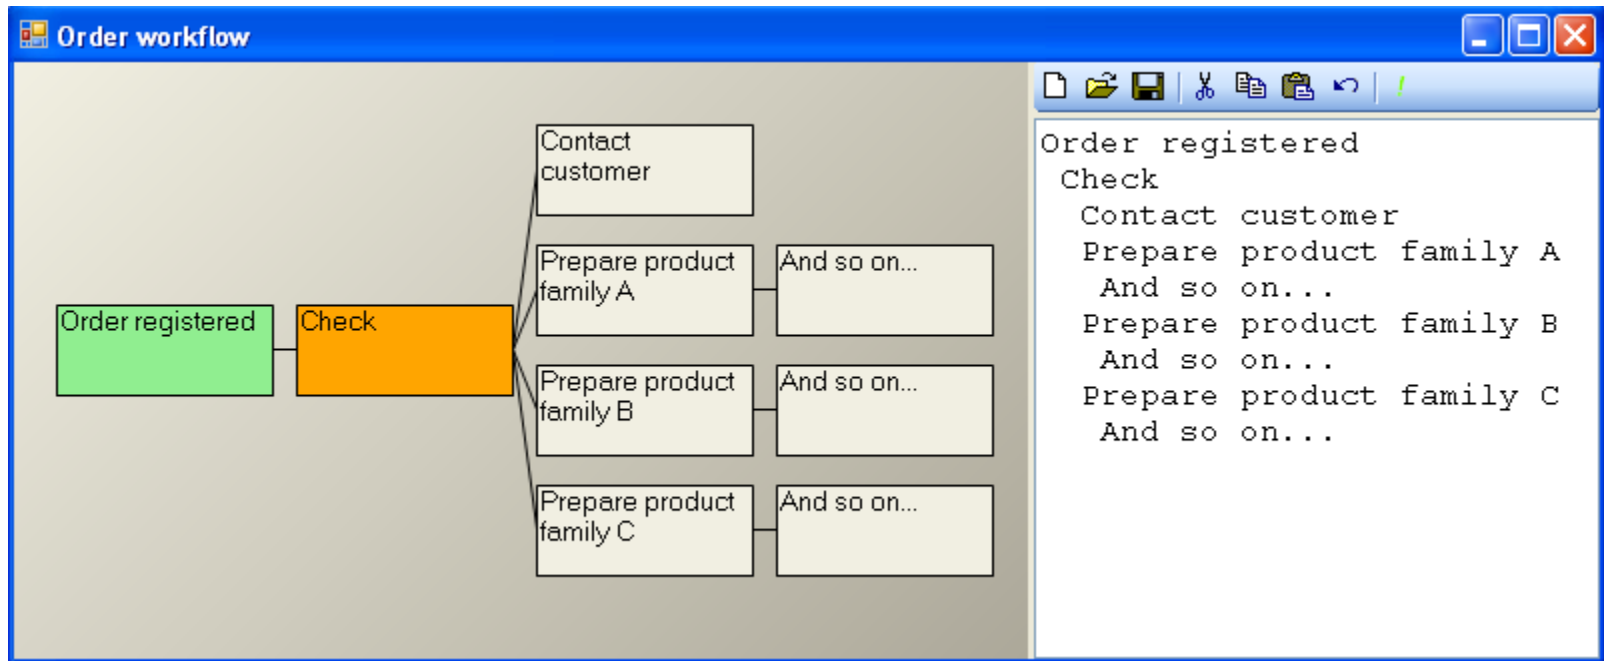 Order workflow
Contact
customer
Prepare product
family A
And so on...
Order registered
Check
Prepare product
family B
And so on...
Prepare product
family C
And so on...
Order registered
Check
Contact customer
Prepare product family A
And so on...
Prepare product family B
And so on...
Prepare product family C
And so on...